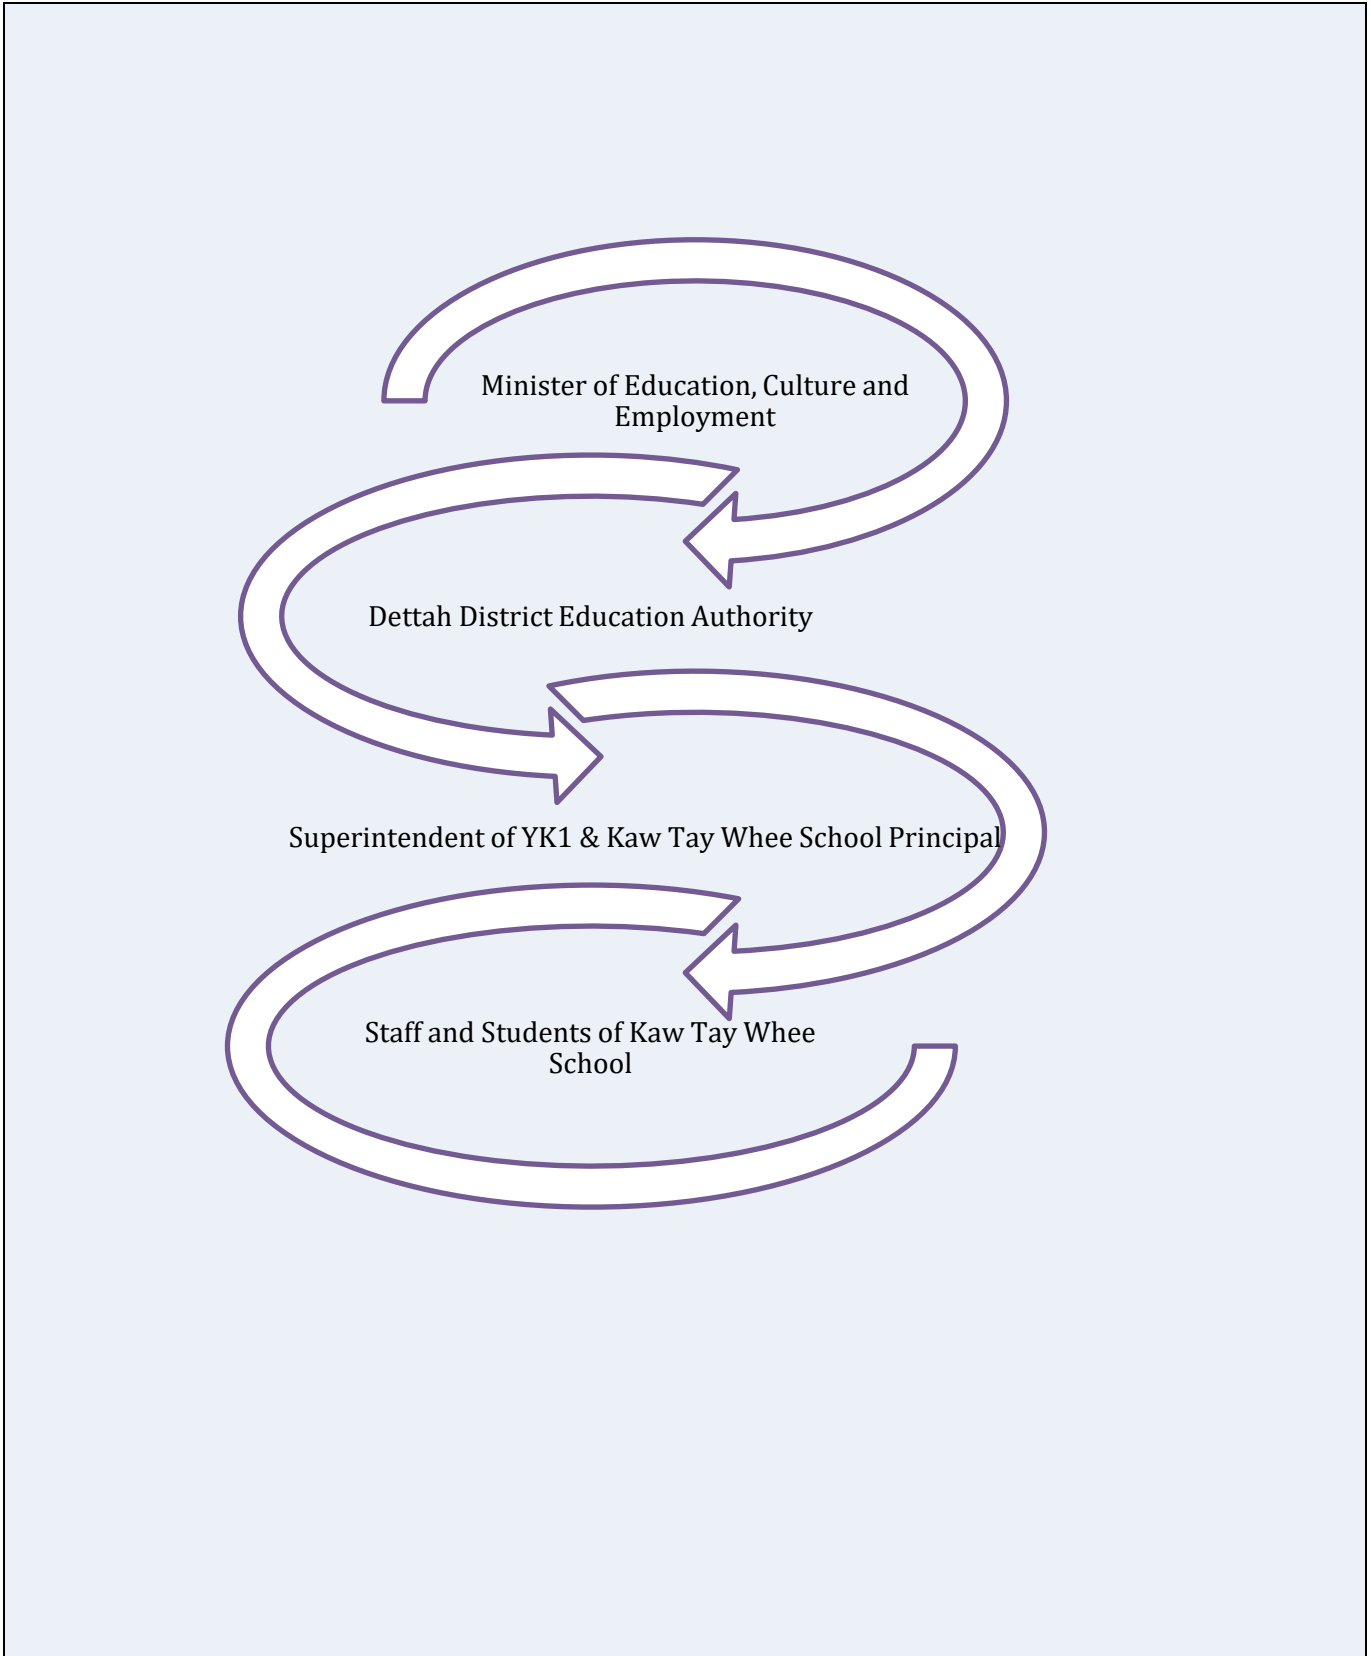 Minister of Education, Culture and
Employment
Dettah District Education Authority
Superintendent of YK1 & Kaw Tay Whee School Principal
Staff and Students of Kaw Tay Whee
School